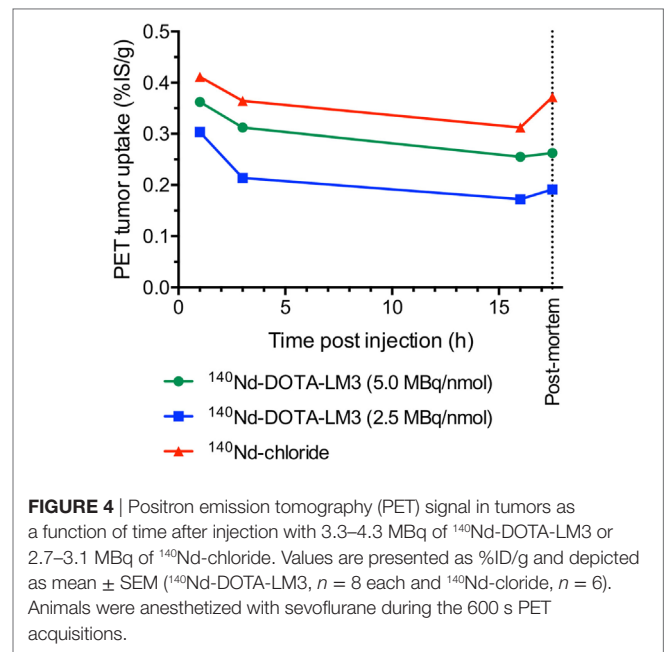 0.5
0.4
0.3
0.2
0.1
0.0
PET tumor uptake (%IS/g)
0 5 10 15
Time post injection (h)
Post-mortem
¹⁴⁰Nd-DOTA-LM3 (5.0 MBq/nmol)
¹⁴⁰Nd-DOTA-LM3 (2.5 MBq/nmol)
¹⁴⁰Nd-chloride
FIGURE 4 | Positron emission tomography (PET) signal in tumors as
a function of time after injection with 3.3–4.3 MBq of ¹⁴⁰Nd-DOTA-LM3 or
2.7–3.1 MBq of ¹⁴⁰Nd-chloride. Values are presented as %ID/g and depicted
as mean ± SEM (¹⁴⁰Nd-DOTA-LM3, n = 8 each and ¹⁴⁰Nd-cloride, n = 6).
Animals were anesthetized with sevoflurane during the 600 s PET
acquisitions.